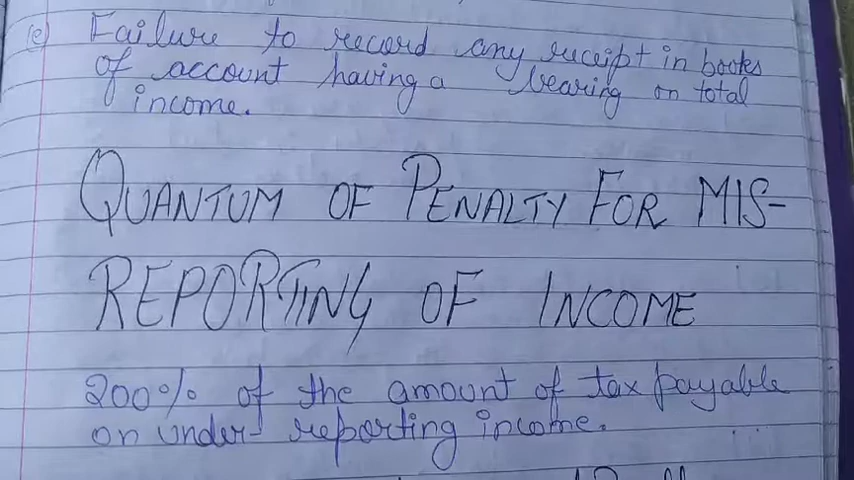 (e) Failure to record any receipt in books
of account having a bearing on total
income.
QUANTUM OF PENALTY FOR MIS-
REPORTING OF INCOME
200% of the amount of tax payable
on under-reporting income.